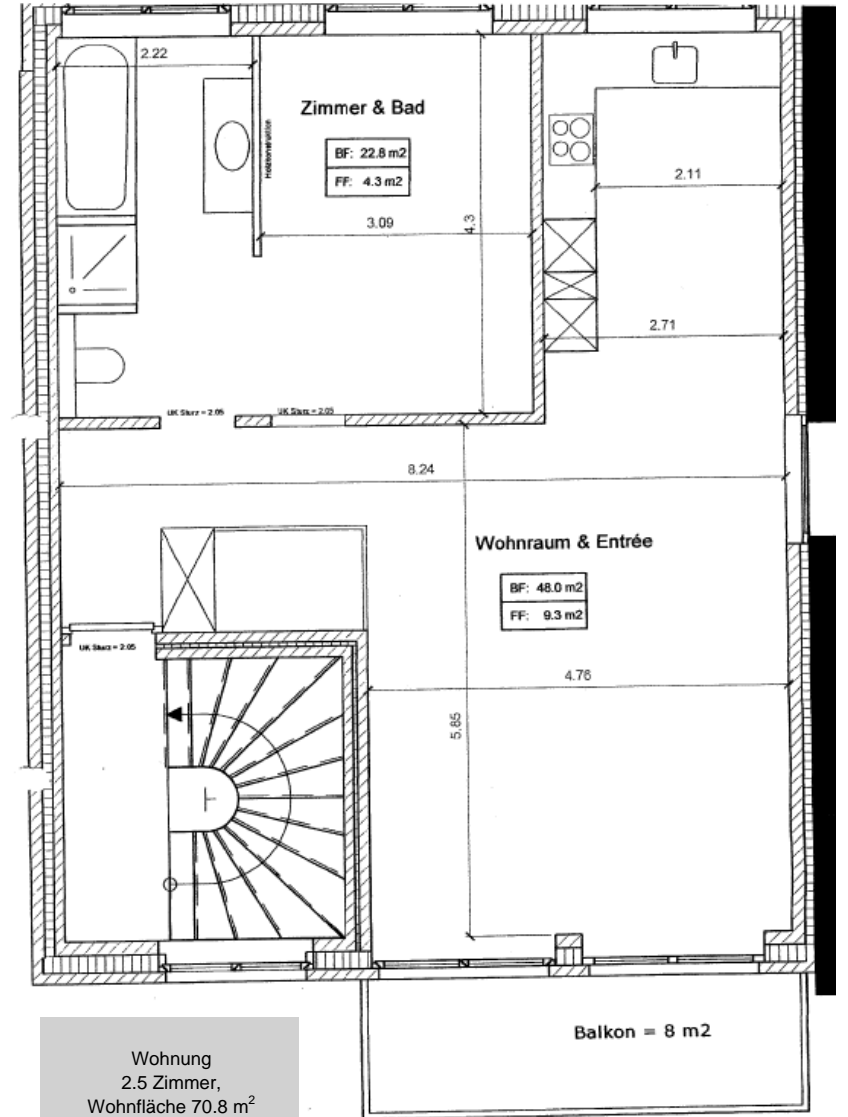 2.22
Zimmer & Bad
Holzkonstruktion
BF: 22.8 m2
FF: 4.3 m2
2.11
3.09
4.3
2.71
UK Sturz = 2.05
UK Sturz = 2.05
8.24
Wohnraum & Entrée
BF: 48.0 m2
FF: 9.3 m2
UK Sturz = 2.05
4.76
5.85
Balkon = 8 m2
Wohnung
2.5 Zimmer,
Wohnfläche 70.8 m²